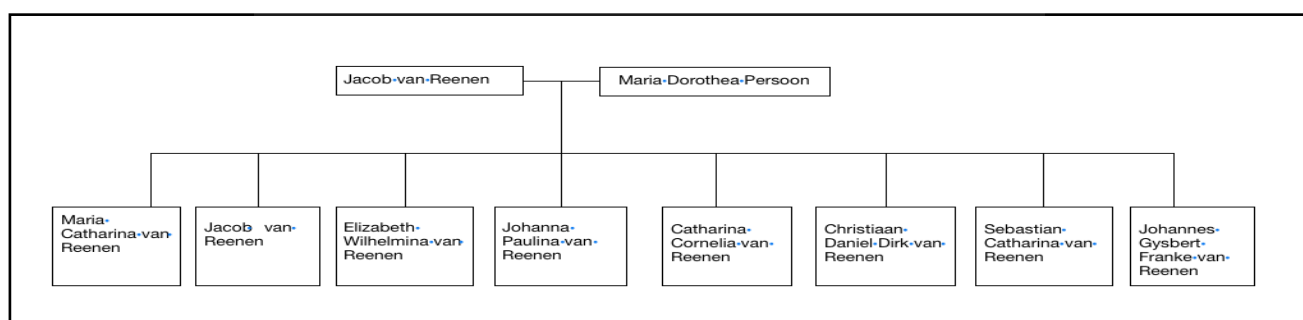 Jacob van Reenen
Maria Dorothea Persoon
Maria
Catharina van
Reenen
Jacob van
Reenen
Elizabeth
Wilhelmina van
Reenen
Johanna
Paulina van
Reenen
Catharina
Cornelia van
Reenen
Christiaan
Daniel Dirk van
Reenen
Sebastian
Catharina van
Reenen
Johannes
Gysbert
Franke van
Reenen